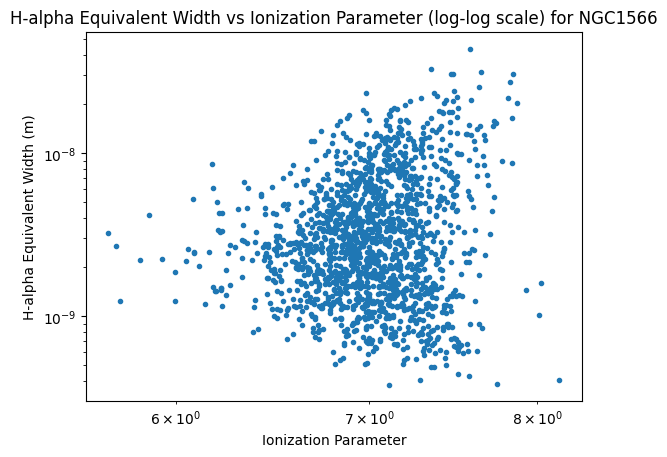 H-alpha Equivalent Width vs Ionization Parameter (log-log scale) for NGC1566
H-alpha Equivalent Width (m)
10⁻⁸
10⁻⁹
6 × 10⁰
7 × 10⁰
8 × 10⁰
Ionization Parameter